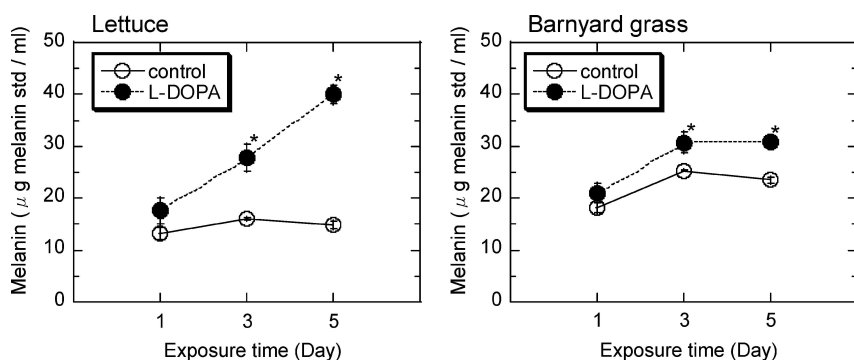 Lettuce
Melanin ( μ g melanin std / ml)
50
40
30
20
10
0
control
L-DOPA
*
*
1 3 5
Exposure time (Day)
Barnyard grass
Melanin ( μ g melanin std / ml)
50
40
30
20
10
0
control
L-DOPA
*
*
1 3 5
Exposure time (Day)